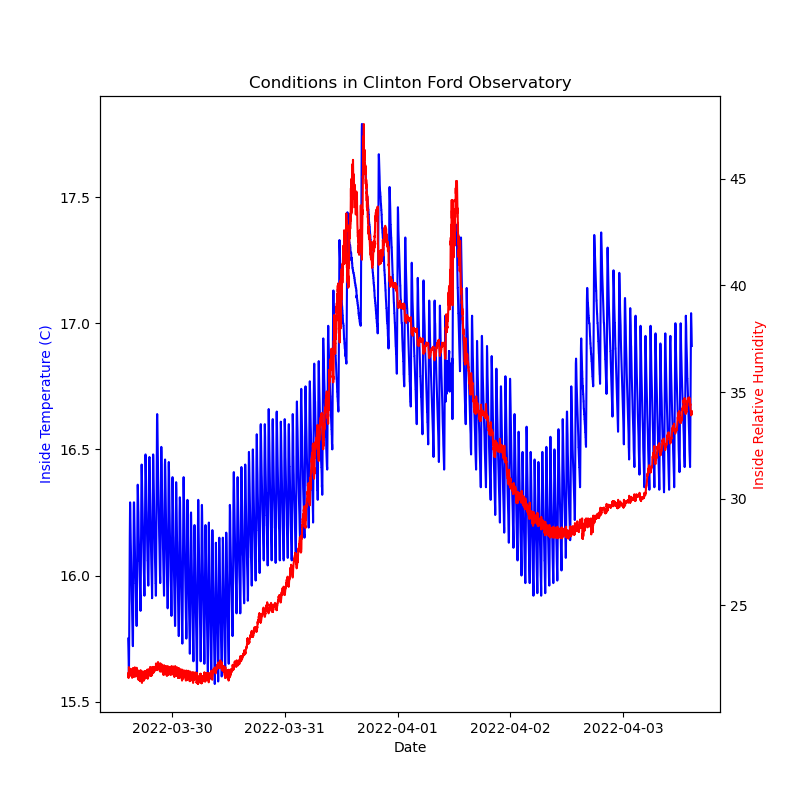 Conditions in Clinton Ford Observatory
Inside Temperature (C)
17.5
17.0
16.5
16.0
15.5
45
40
35
30
25
Inside Relative Humidity
2022-03-30 2022-03-31 2022-04-01 2022-04-02 2022-04-03
Date